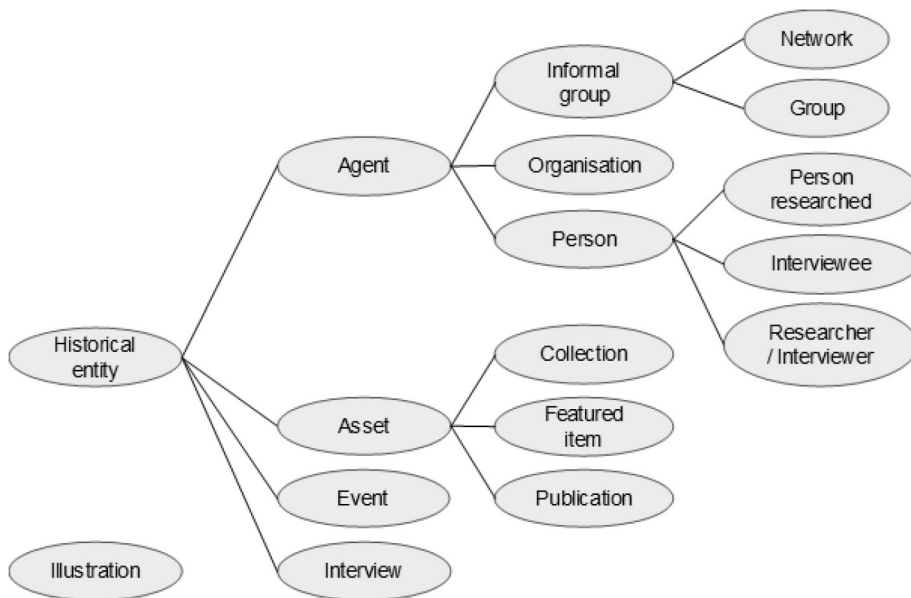 Network
Informal
group
Group
Agent
Organisation
Person
researched
Person
Interviewee
Researcher
/ Interviewer
Historical
entity
Collection
Asset
Featured
item
Event
Publication
Illustration
Interview